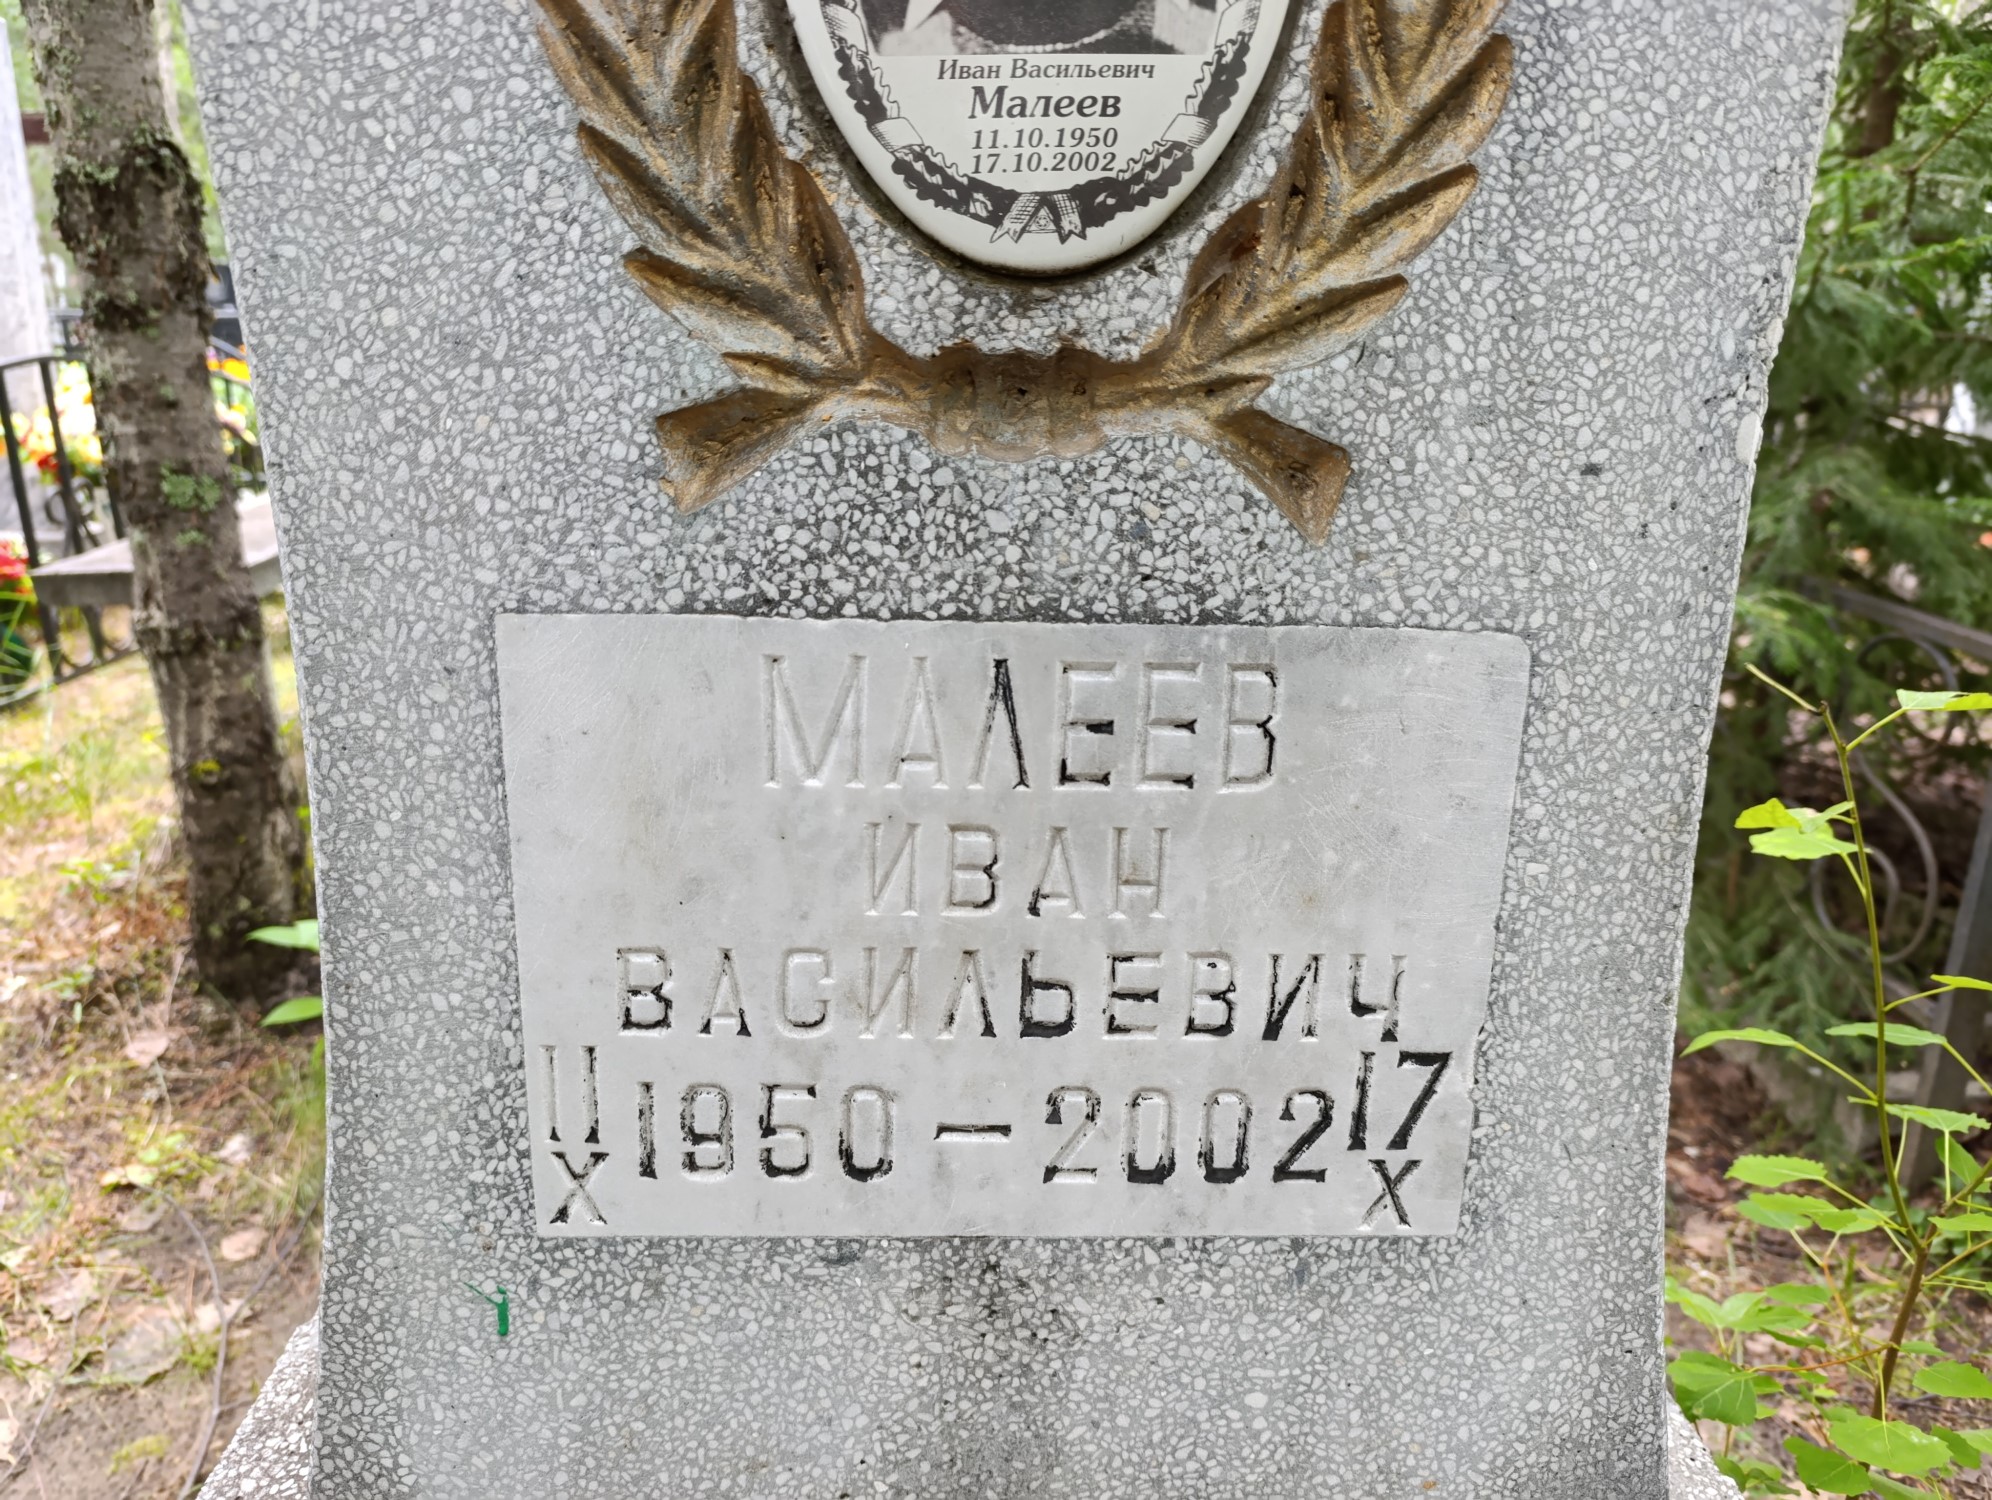 Иван Васильевич
Малеев
11.10.1950
17.10.2002
МАЛЕЕВ
ИВАН
ВАСИЛЬЕВИЧ
11 1950 — 2002 17
X X